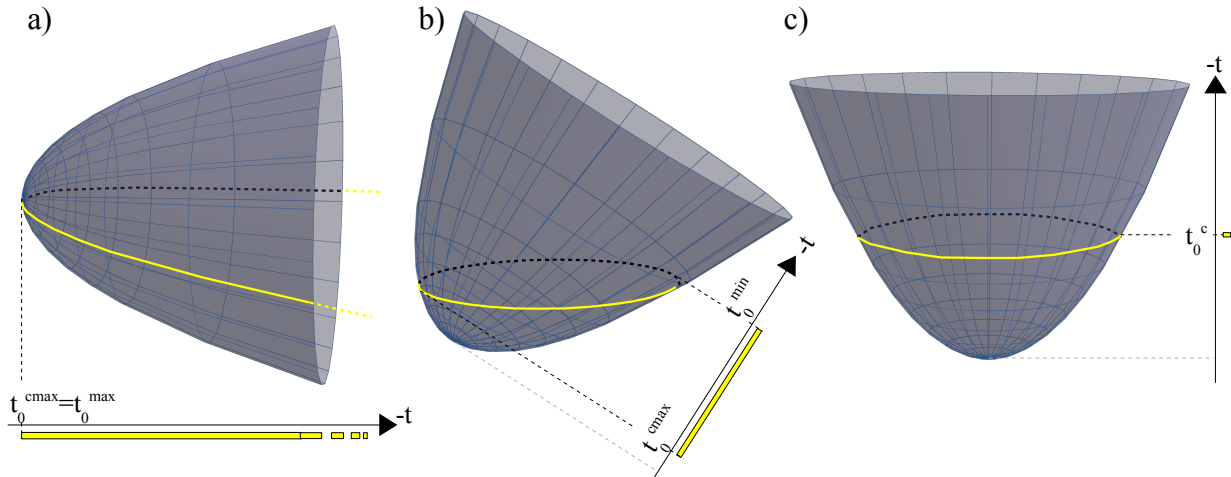 a)
b)
c)
t₀ᶜᵐᵃˣ=t₀ᵐᵃˣ
-t
t₀ᶜᵐᵃˣ
t₀ᵐⁱⁿ
-t
-t
t₀ᶜ